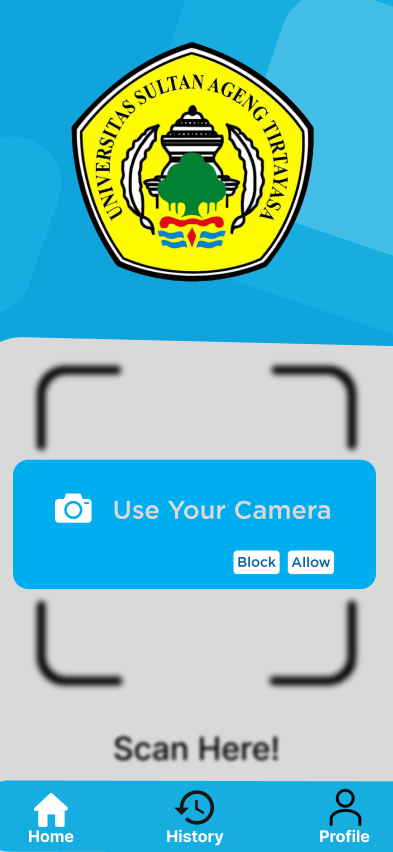 UNIVERSITAS SULTAN AGENG TIRTAYASA
Use Your Camera
Block Allow
Scan Here!
Home History Profile